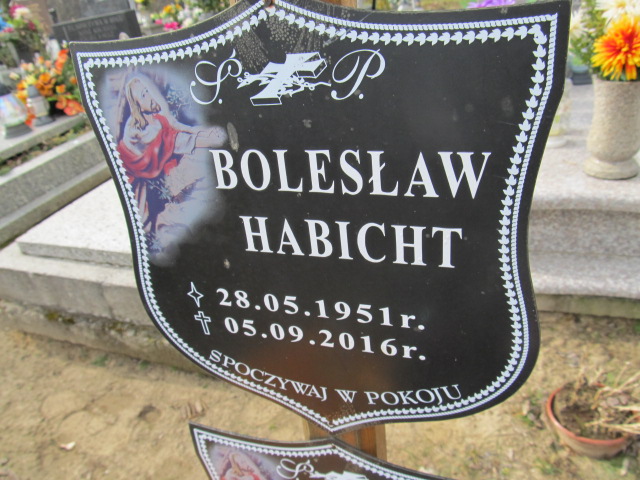 Ś. P.
BOLESŁAW
HABICHT
28.05.1951r.
05.09.2016r.
SPOCZYWAJ W POKOJU
Ś. P.